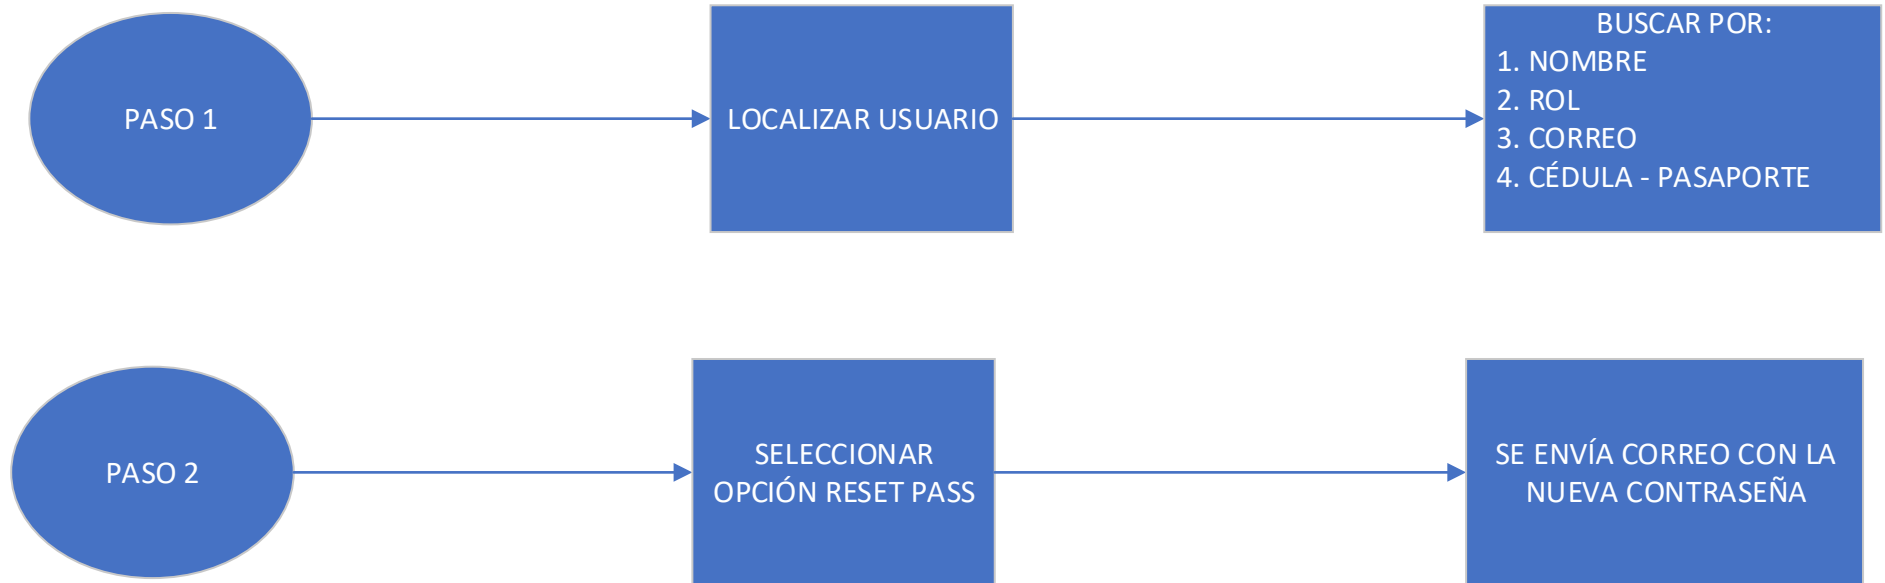 PASO 1
LOCALIZAR USUARIO
BUSCAR POR:
1. NOMBRE
2. ROL
3. CORREO
4. CÉDULA - PASAPORTE
PASO 2
SELECCIONAR
OPCIÓN RESET PASS
SE ENVÍA CORREO CON LA
NUEVA CONTRASEÑA